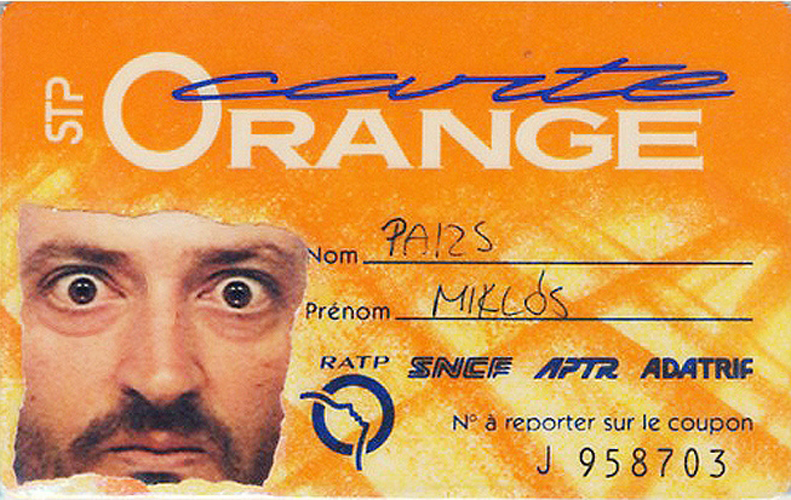 STP
carte
ORANGE
Nom PAIZS
Prénom MIKLÓS
RATP SNCF APTR ADATRIF
N° à reporter sur le coupon
J 958703